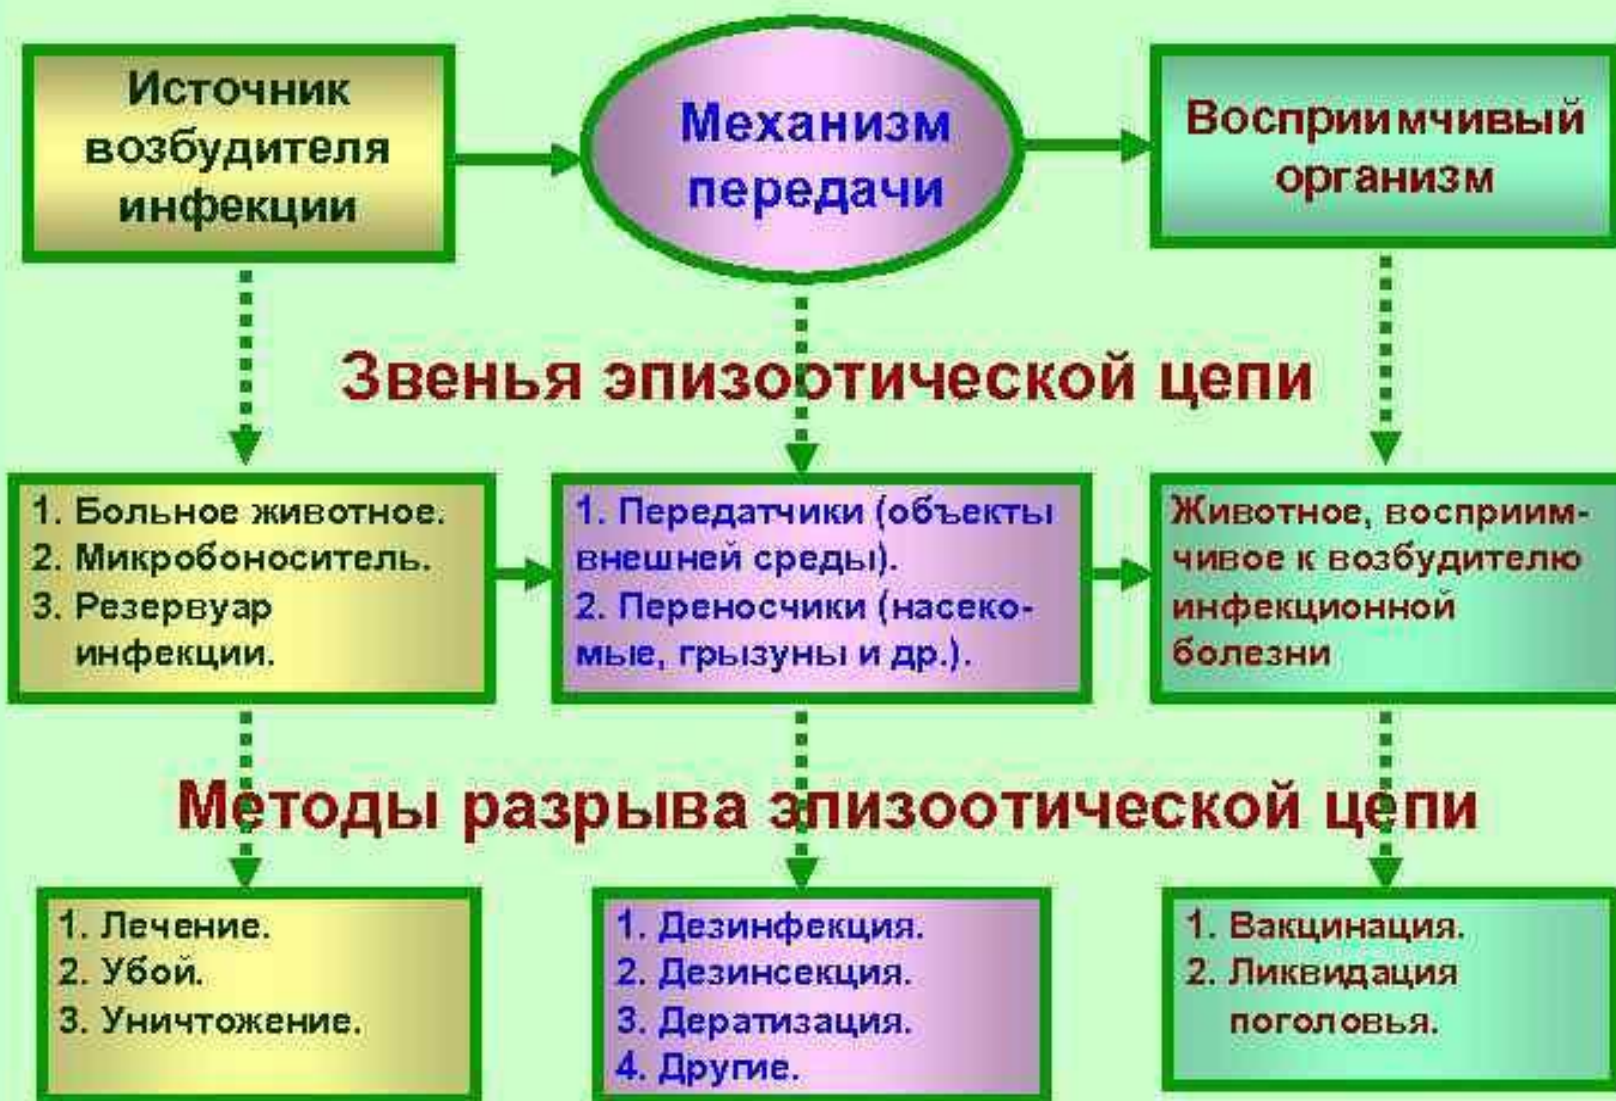 Источник
возбудителя
инфекции
Механизм
передачи
Восприимчивый
организм
Звенья эпизоотической цепи
1. Больное животное.
2. Микробоноситель.
3. Резервуар
инфекции.
1. Передатчики (объекты
внешней среды).
2. Переносчики (насеко-
мые, грызуны и др.).
Животное, восприим-
чивое к возбудителю
инфекционной
болезни
Методы разрыва эпизоотической цепи
1. Лечение.
2. Убой.
3. Уничтожение.
1. Дезинфекция.
2. Дезинсекция.
3. Дератизация.
4. Другие.
1. Вакцинация.
2. Ликвидация
поголовья.